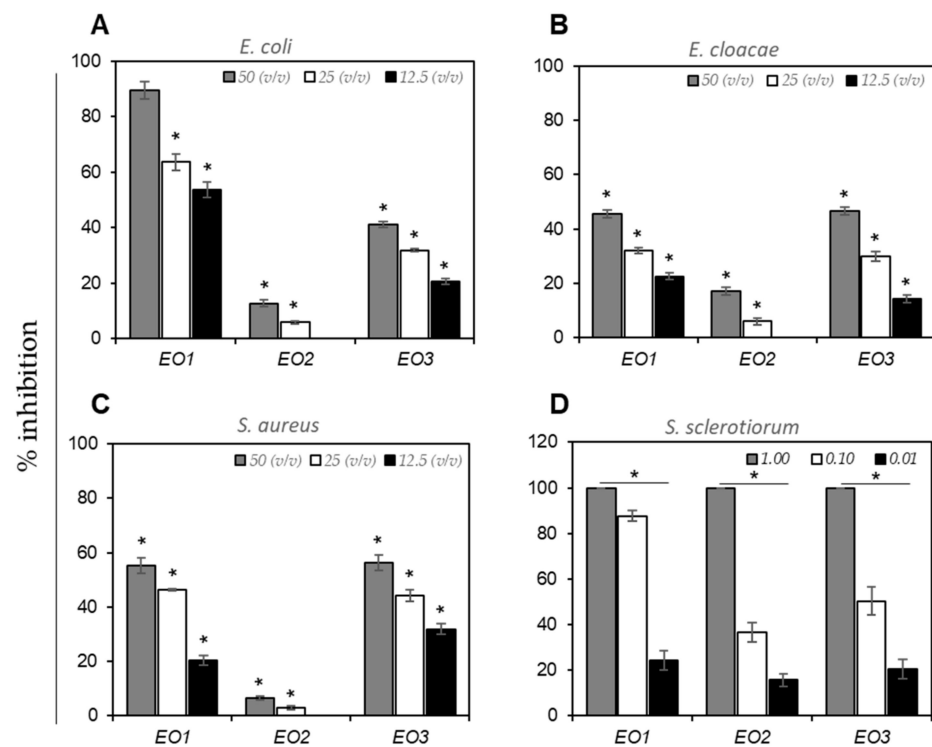 A
E. coli
50 (v/v) 25 (v/v) 12.5 (v/v)
100
80
60
40
20
0
* *
* *
* * *
EO1 EO2 EO3
B
E. cloacae
50 (v/v) 25 (v/v) 12.5 (v/v)
100
80
60
40
20
0
* * *
* *
* * *
EO1 EO2 EO3
% inhibition
C
S. aureus
50 (v/v) 25 (v/v) 12.5 (v/v)
100
80
60
40
20
0
* * *
* *
* * *
EO1 EO2 EO3
D
S. sclerotiorum
1.00 0.10 0.01
120
100
80
60
40
20
0
* * *
EO1 EO2 EO3